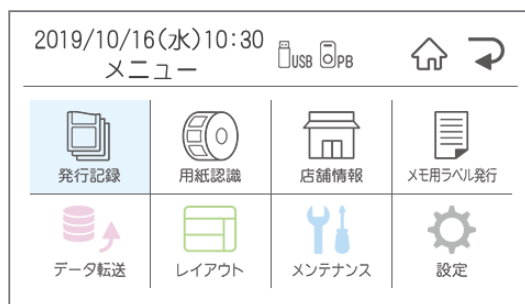 2019/10/16(水)10:30
メニュー
USB PB
発行記録
用紙認識
店舗情報
メモ用ラベル発行
データ転送
レイアウト
メンテナンス
設定